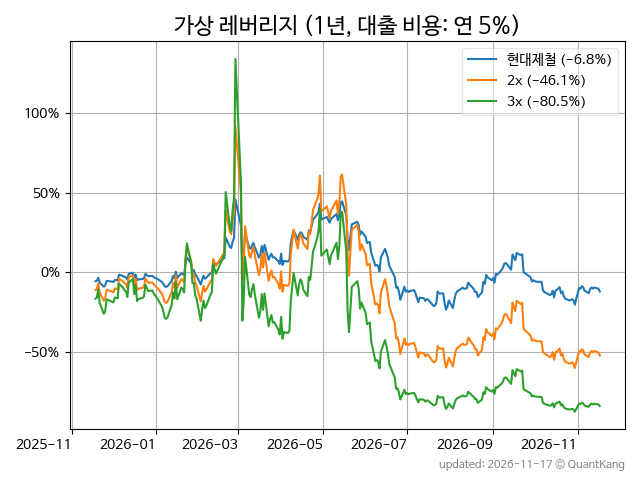 가상 레버리지 (1년, 대출 비용: 연 5%)
현대제철 (−6.8%)
2x (−46.1%)
3x (−80.5%)
100%
50%
0%
−50%
2025-11 2026-01 2026-03 2026-05 2026-07 2026-09 2026-11
updated: 2026-11-17 © QuantKang